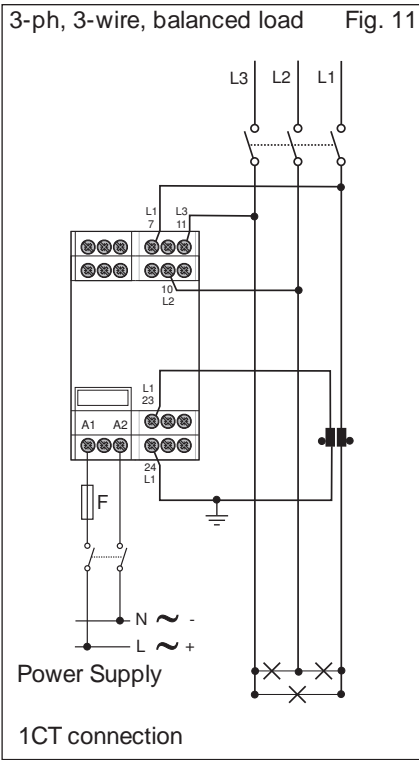 3-ph, 3-wire, balanced load Fig. 11
L3 L2 L1
L1 L3
7 11
10
L2
L1
23
A1 A2
24
L1
F
N ~ -
L ~ +
Power Supply
1CT connection